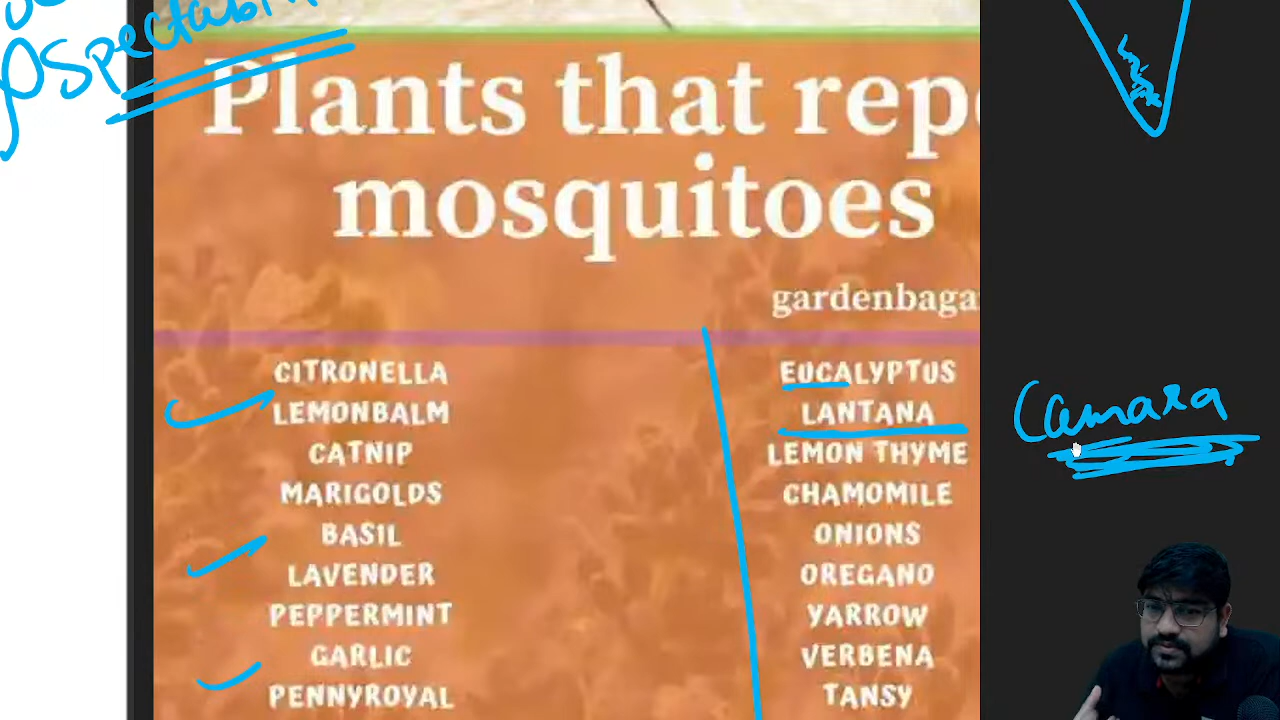 Plants that repe
mosquitoes
gardenbaga
CITRONELLA
LEMONBALM
CATNIP
MARIGOLDS
BASIL
LAVENDER
PEPPERMINT
GARLIC
PENNYROYAL
EUCALYPTUS
LANTANA
LEMON THYME
CHAMOMILE
ONIONS
OREGANO
YARROW
VERBENA
TANSY
Camara